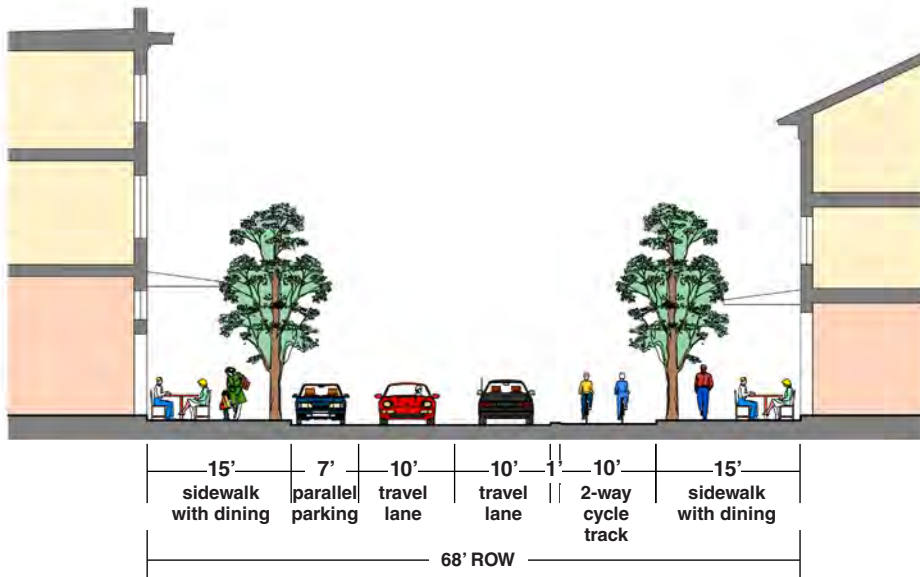 15’ 7’ 10’ 10’ 1’ 10’ 15’
sidewalk parallel travel travel 2-way sidewalk
with dining parking lane lane cycle with dining
track
68’ ROW